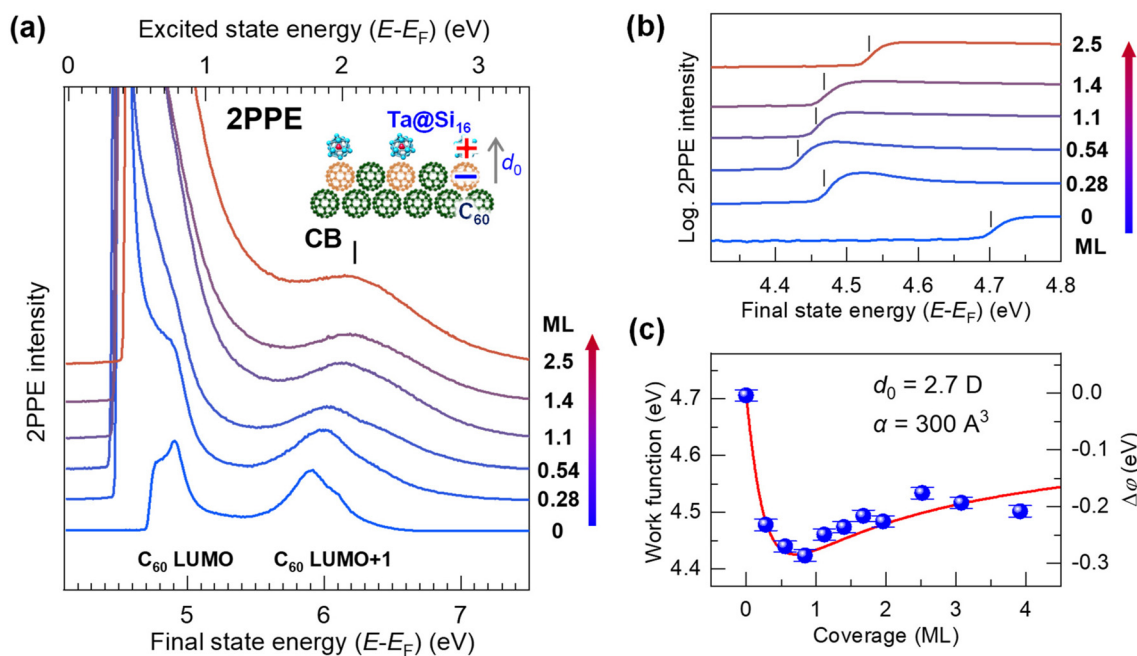 (a)
Excited state energy (E-EF) (eV)
0 1 2 3
2PPE
Ta@Si16
+
d0
−
C60
CB
2PPE intensity
ML
2.5
1.4
1.1
0.54
0.28
0
C60 LUMO C60 LUMO+1
5 6 7
Final state energy (E-EF) (eV)
(b)
Log. 2PPE intensity
2.5
1.4
1.1
0.54
0.28
0
ML
4.4 4.5 4.6 4.7 4.8
Final state energy (E-EF) (eV)
(c)
Work function (eV)
4.7
4.6
4.5
4.4
d0 = 2.7 D
α = 300 A³
0.0
-0.1
-0.2
-0.3
Δφ (eV)
0 1 2 3 4
Coverage (ML)